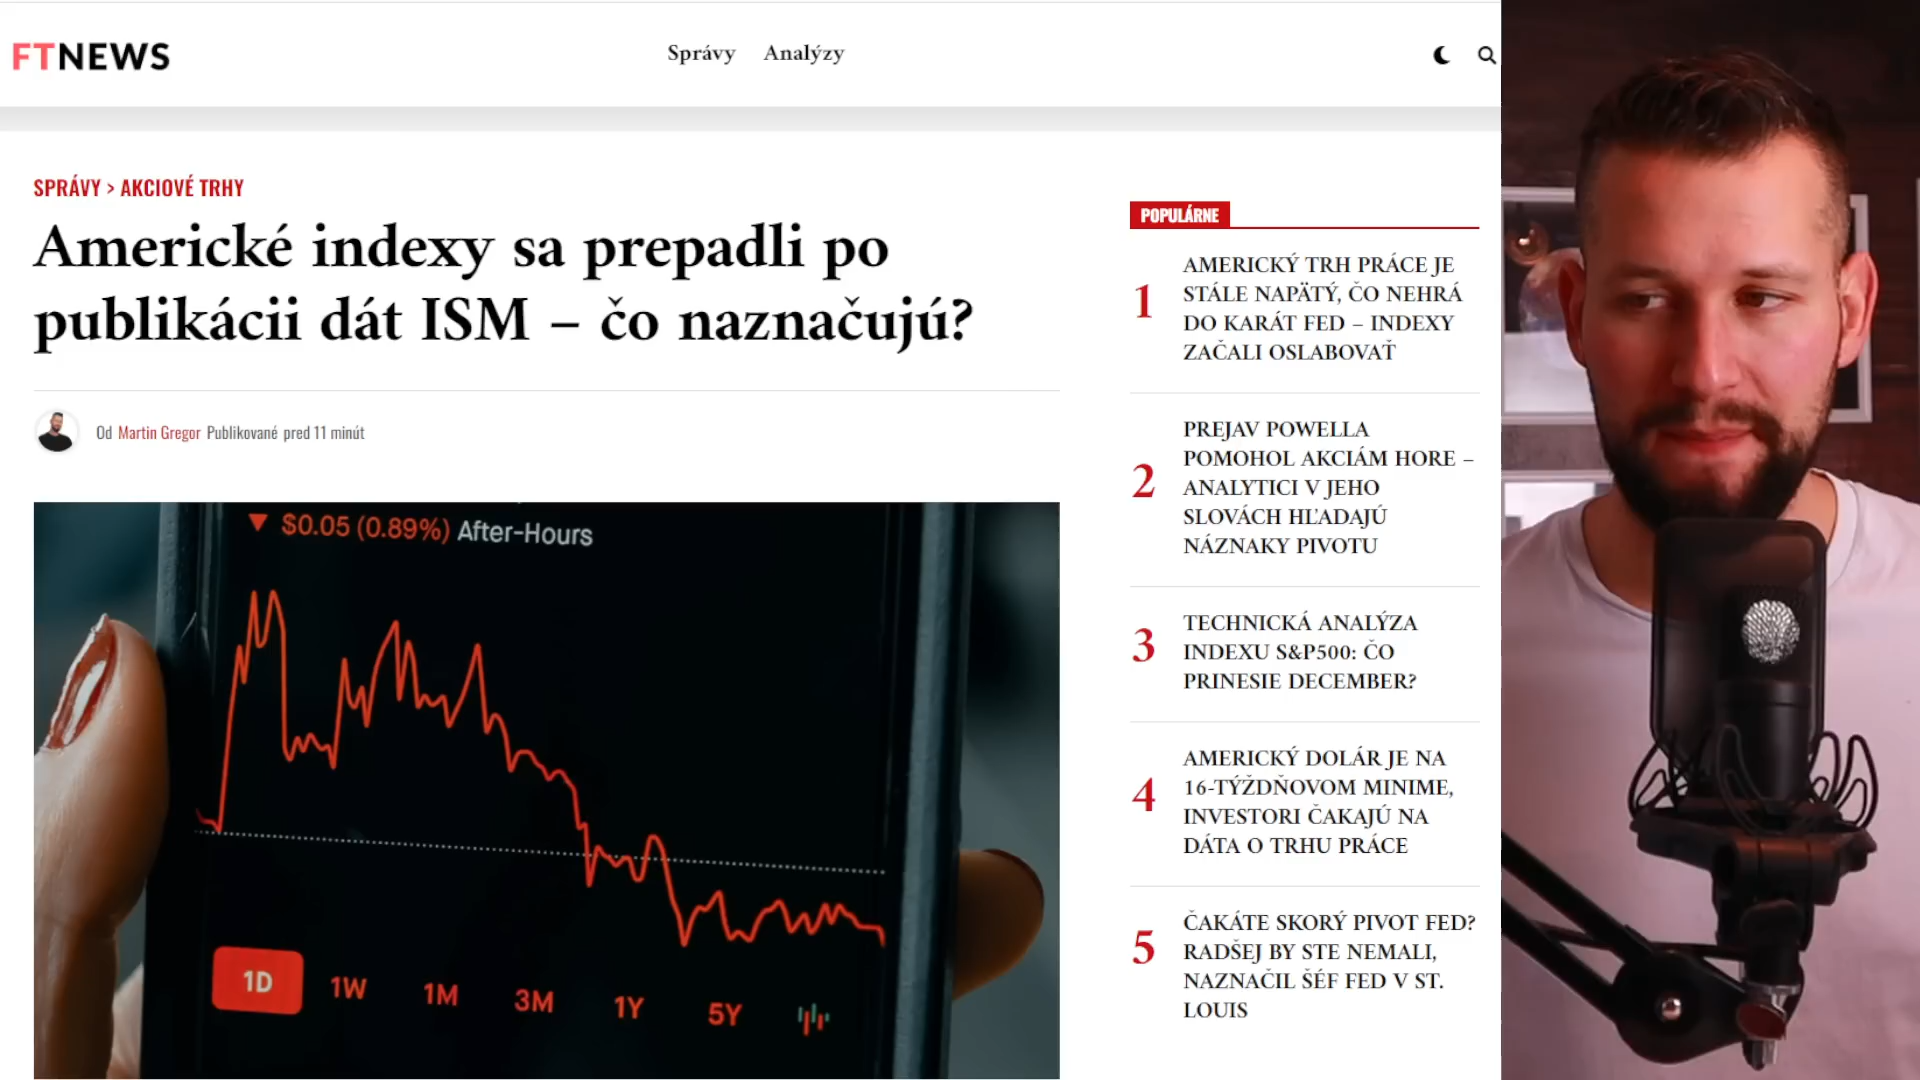 FTNEWS
Správy Analýzy
SPRÁVY > AKCIOVÉ TRHY
Americké indexy sa prepadli po
publikácii dát ISM – čo naznačujú?
Od Martin Gregor Publikované pred 11 minút
$0.05 (0.89%) After-Hours
1D 1W 1M 3M 1Y 5Y
POPULÁRNE
1
AMERICKÝ TRH PRÁCE JE
STÁLE NAPÄTÝ, ČO NEHRÁ
DO KARÁT FED – INDEXY
ZAČALI OSLABOVAŤ
2
PREJAV POWELLA
POMOHOL AKCIÁM HORE –
ANALYTICI V JEHO
SLOVÁCH HĽADAJÚ
NÁZNAKY PIVOTU
3
TECHNICKÁ ANALÝZA
INDEXU S&P500: ČO
PRINESIE DECEMBER?
4
AMERICKÝ DOLÁR JE NA
16-TÝŽDŇOVOM MINIME,
INVESTORI ČAKAJÚ NA
DÁTA O TRHU PRÁCE
5
ČAKÁTE SKORÝ PIVOT FED?
RADŠEJ BY STE NEMALI,
NAZNAČIL ŠÉF FED V ST.
LOUIS